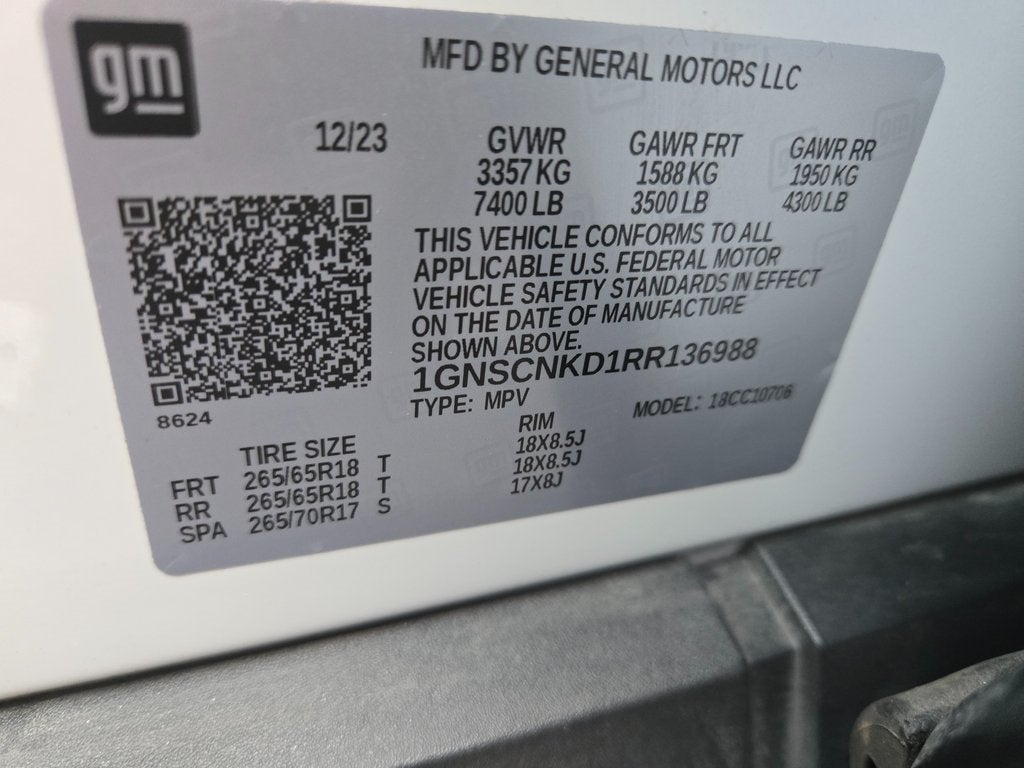 gm
MFD BY GENERAL MOTORS LLC
12/23
GVWR GAWR FRT GAWR RR
3357 KG 1588 KG 1950 KG
7400 LB 3500 LB 4300 LB
THIS VEHICLE CONFORMS TO ALL
APPLICABLE U.S. FEDERAL MOTOR
VEHICLE SAFETY STANDARDS IN EFFECT
ON THE DATE OF MANUFACTURE
SHOWN ABOVE.
1GNSCNKD1RR136988
TYPE: MPV MODEL: 18CC10706
8624
TIRE SIZE RIM
FRT 265/65R18 T 18X8.5J
RR 265/65R18 T 18X8.5J
SPA 265/70R17 S 17X8J